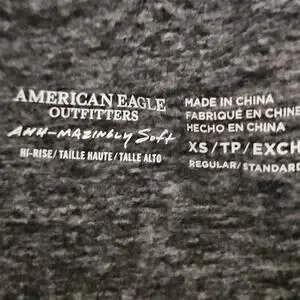 AMERICAN EAGLE
OUTFITTERS
AHH-MAZINGLY Soft
HI-RISE/TAILLE HAUTE/TALLE ALTO
MADE IN CHINA
FABRIQUÉ EN CHINE
HECHO EN CHINA
XS/TP/EXCH
REGULAR/STANDARD